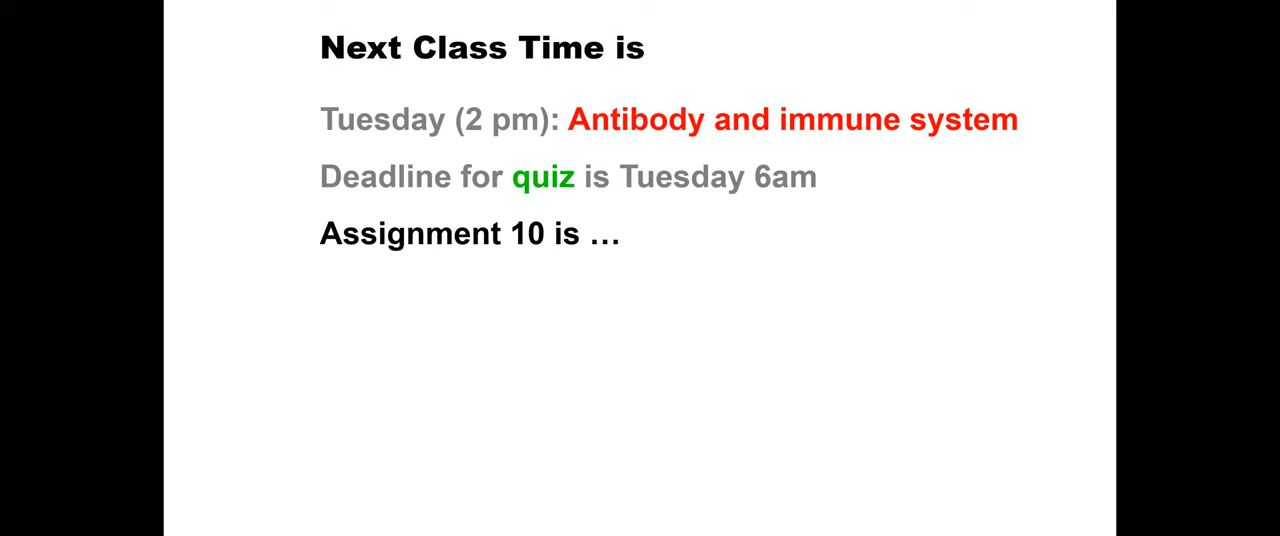 Next Class Time is
Tuesday (2 pm): Antibody and immune system
Deadline for quiz is Tuesday 6am
Assignment 10 is …